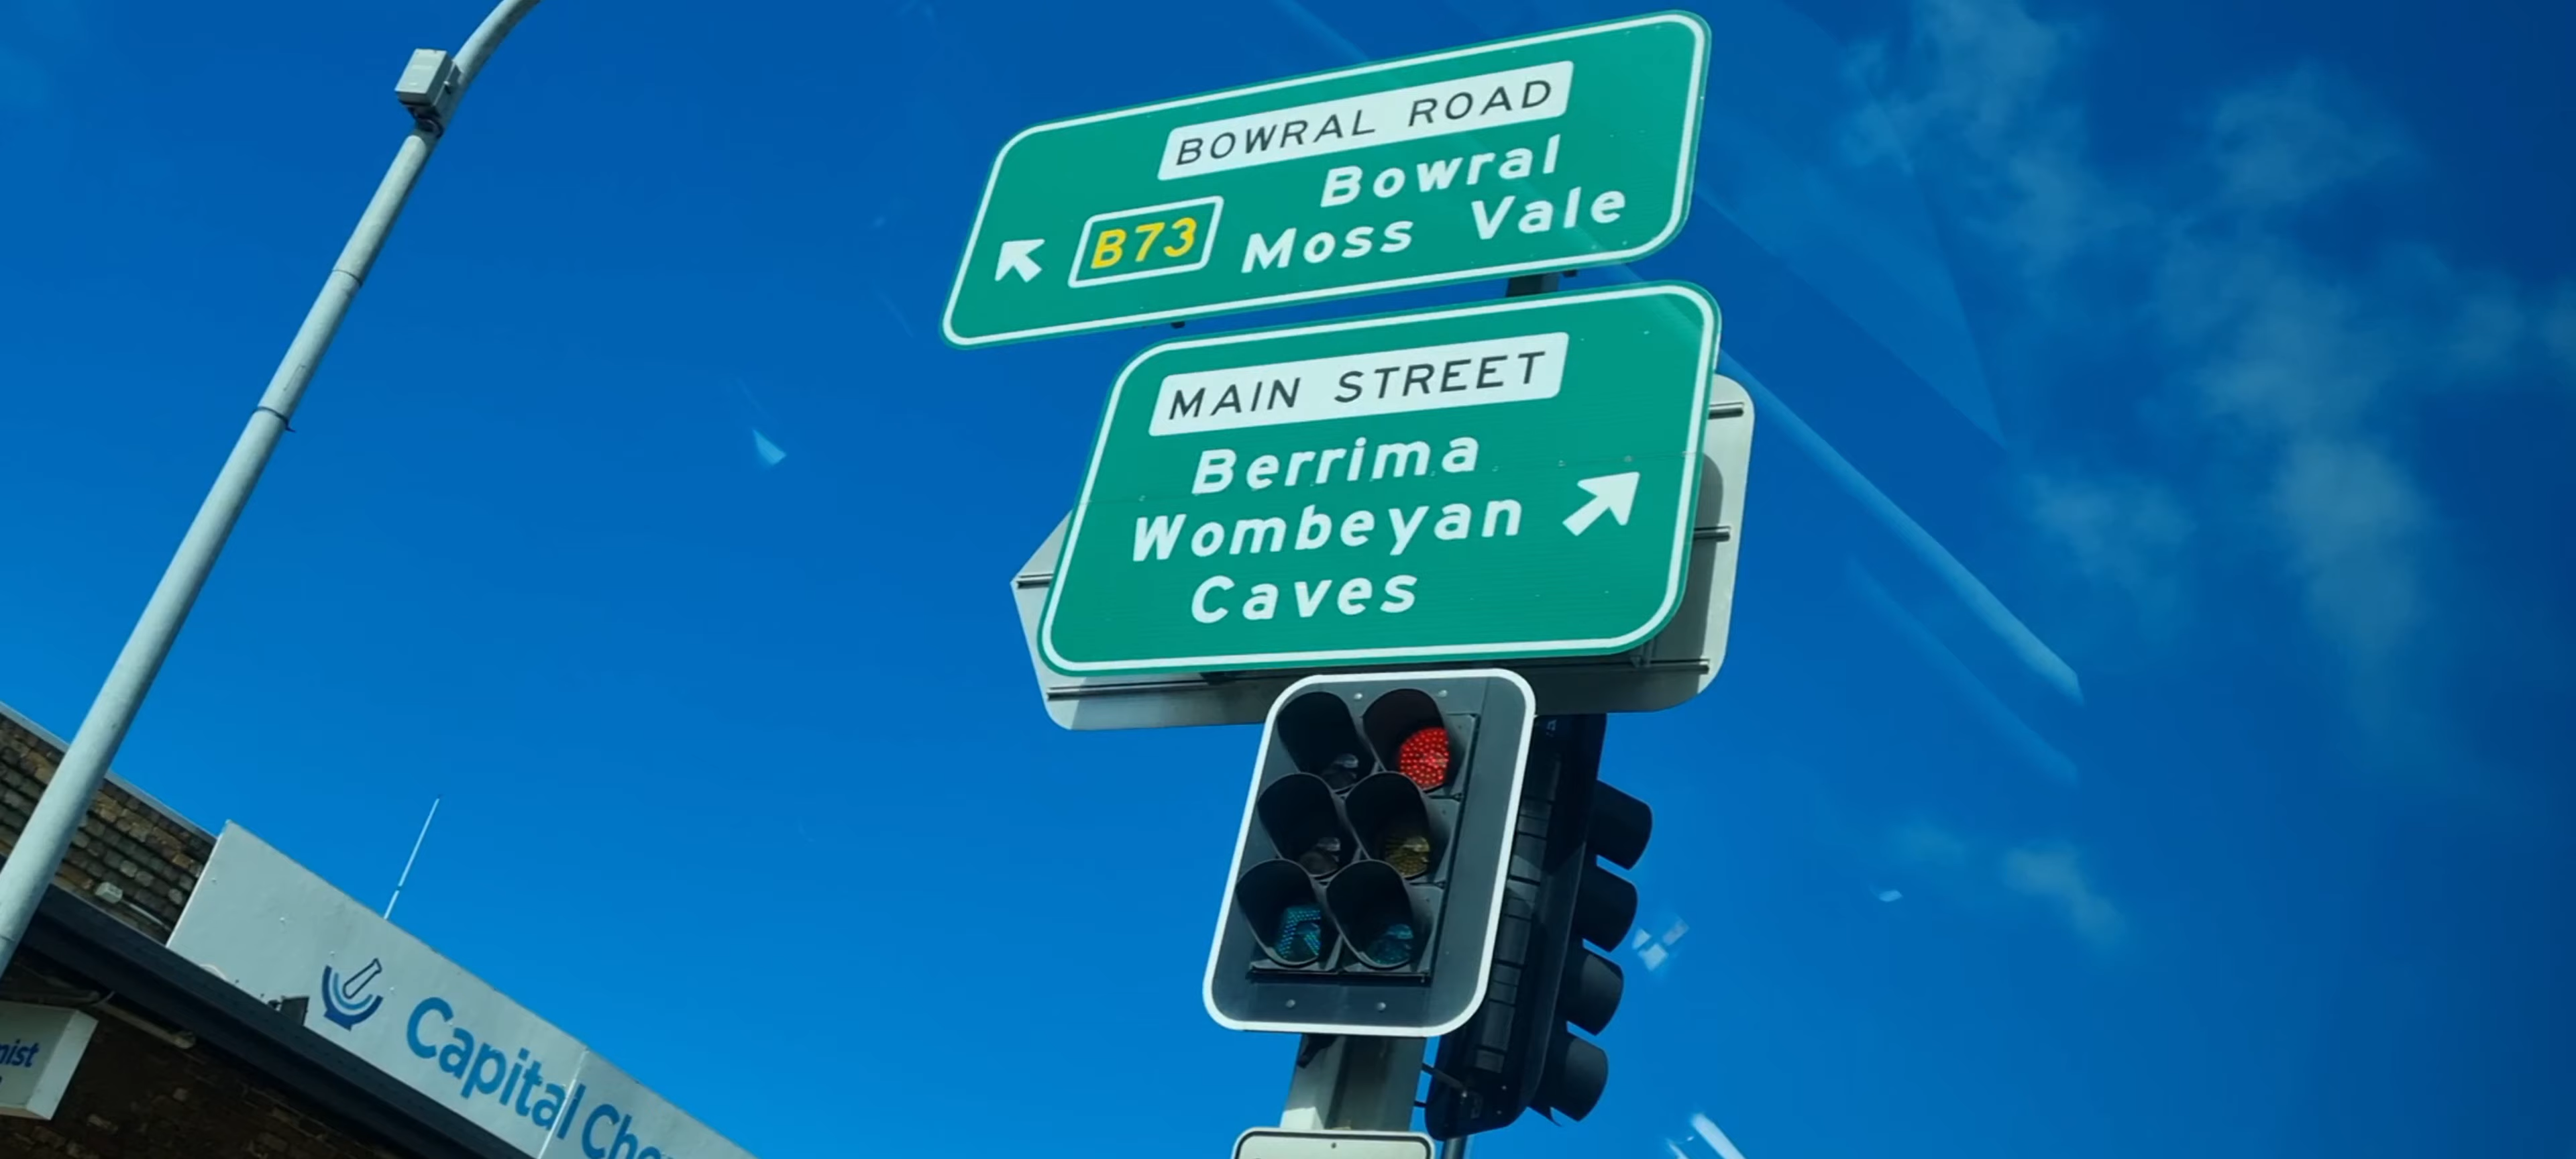 BOWRAL ROAD
Bowral
B73 Moss Vale
MAIN STREET
Berrima
Wombeyan
Caves
Capital